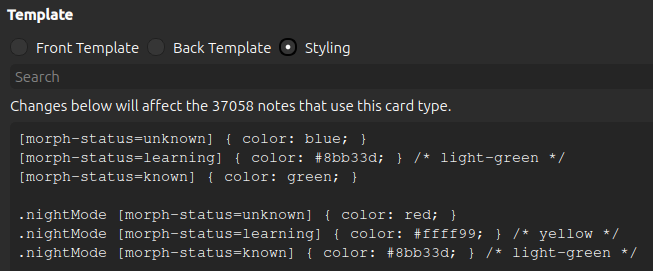 Template
Front Template Back Template Styling
Search
Changes below will affect the 37058 notes that use this card type.
[morph-status=unknown] { color: blue; }
[morph-status=learning] { color: #8bb33d; } /* light-green */
[morph-status=known] { color: green; }
.nightMode [morph-status=unknown] { color: red; }
.nightMode [morph-status=learning] { color: #ffff99; } /* yellow */
.nightMode [morph-status=known] { color: #8bb33d; } /* light-green */